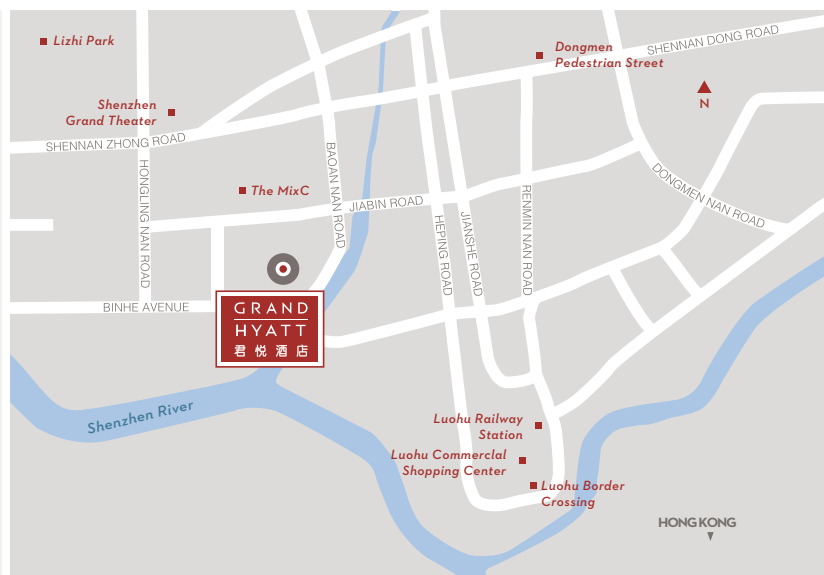 Lizhi Park
Dongmen
Pedestrian Street
SHENNAN DONG ROAD
N
Shenzhen
Grand Theater
SHENNAN ZHONG ROAD
HONGLING NAN ROAD
The MixC
BAOAN NAN ROAD
JIABIN ROAD
HEPING ROAD
JIANSHE ROAD
RENMIN NAN ROAD
DONGMEN NAN ROAD
BINHE AVENUE
GRAND
HYATT
君悦酒店
Shenzhen River
Luohu Railway
Station
Luohu Commerclal
Shopping Center
Luohu Border
Crossing
HONG KONG